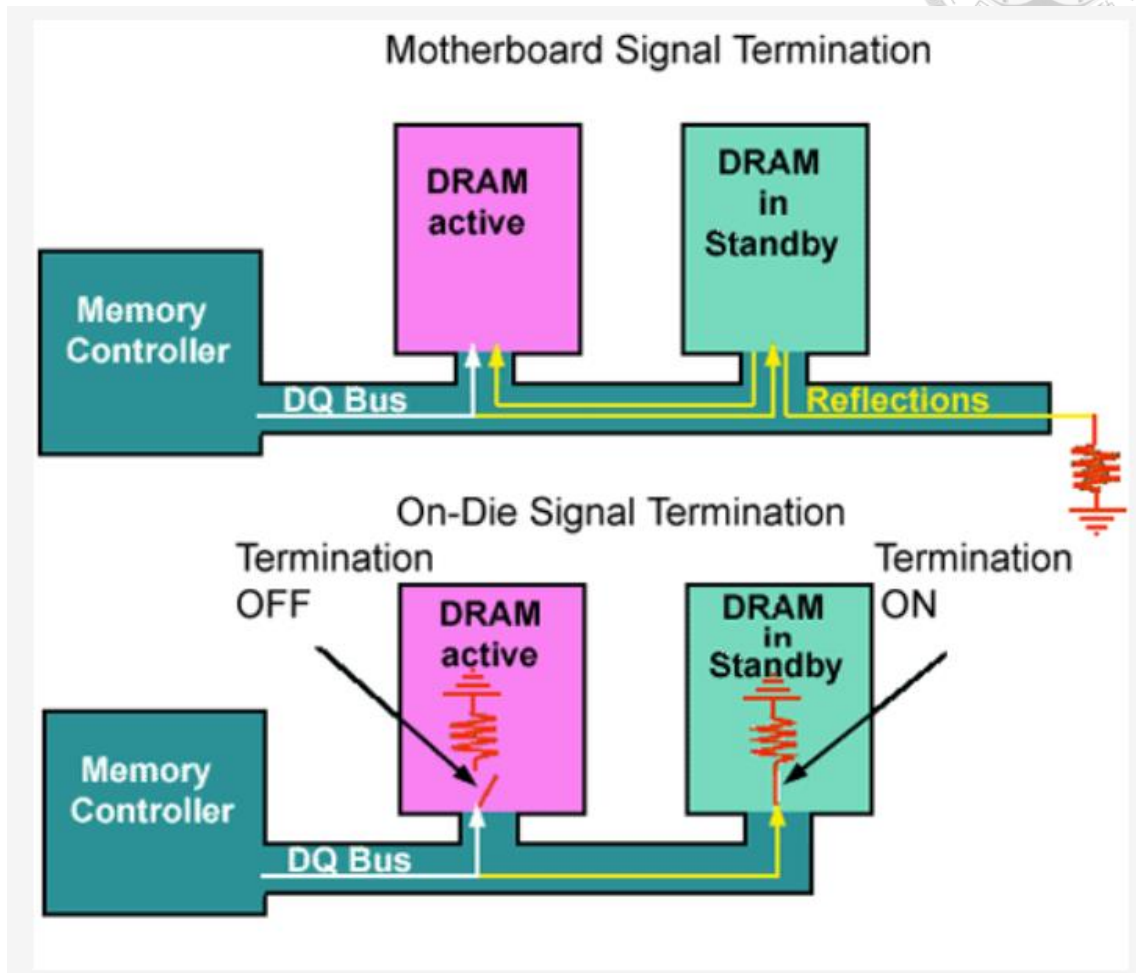 Motherboard Signal Termination
DRAM
active
DRAM
in
Standby
Memory
Controller
DQ Bus
Reflections
On-Die Signal Termination
Termination
OFF
Termination
ON
DRAM
active
DRAM
in
Standby
Memory
Controller
DQ Bus